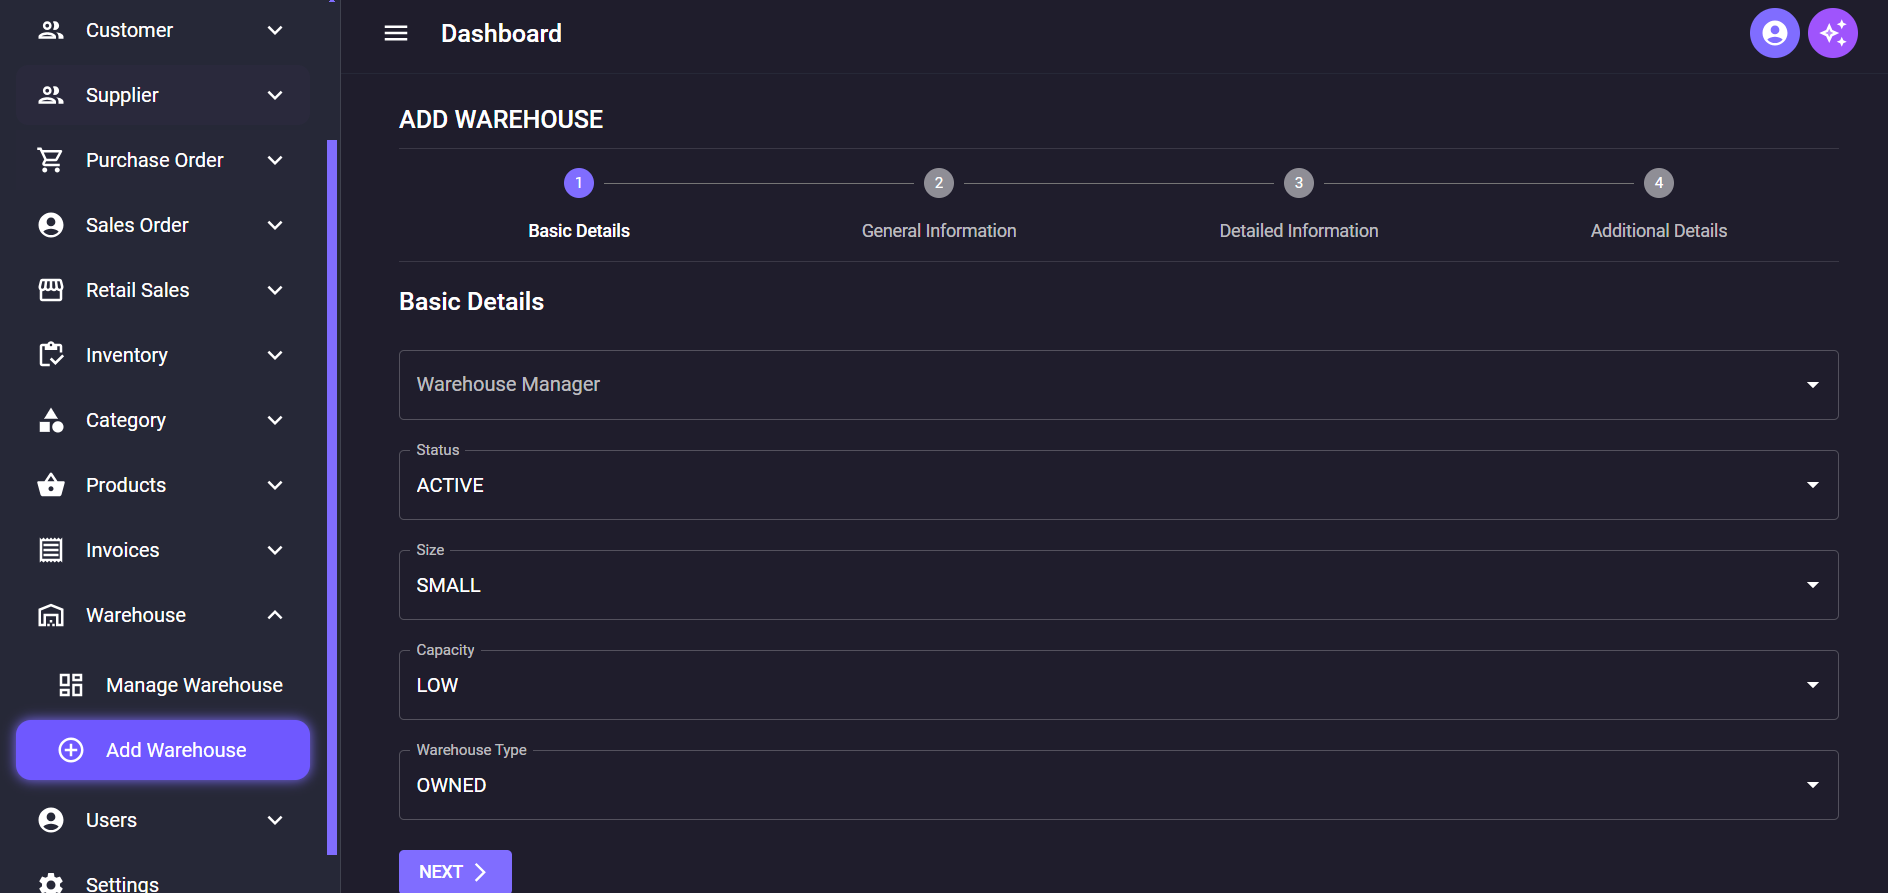 Customer
Supplier
Purchase Order
Sales Order
Retail Sales
Inventory
Category
Products
Invoices
Warehouse
Manage Warehouse
Add Warehouse
Users
Settings
Dashboard
ADD WAREHOUSE
1
2
3
4
Basic Details
General Information
Detailed Information
Additional Details
Basic Details
Warehouse Manager
Status
ACTIVE
Size
SMALL
Capacity
LOW
Warehouse Type
OWNED
NEXT